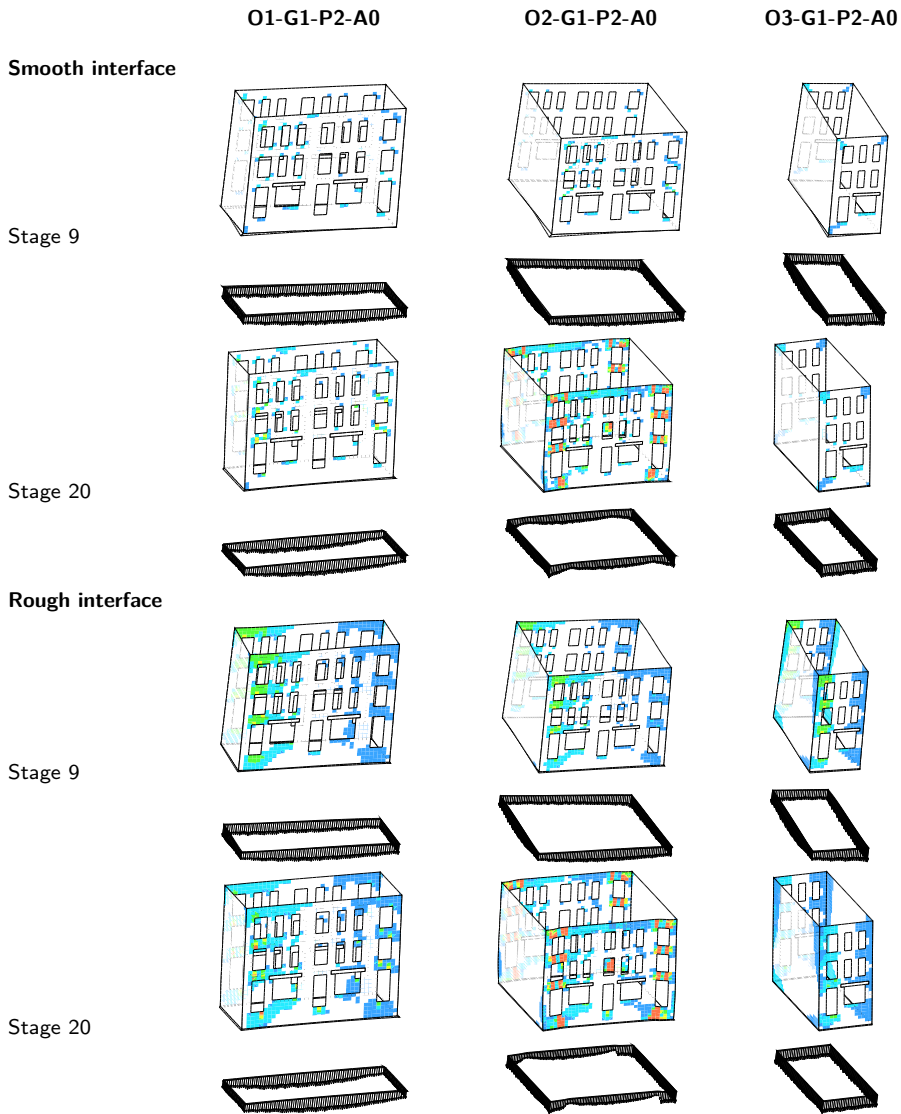 O1-G1-P2-A0 O2-G1-P2-A0 O3-G1-P2-A0
Smooth interface
Stage 9
Stage 20
Rough interface
Stage 9
Stage 20